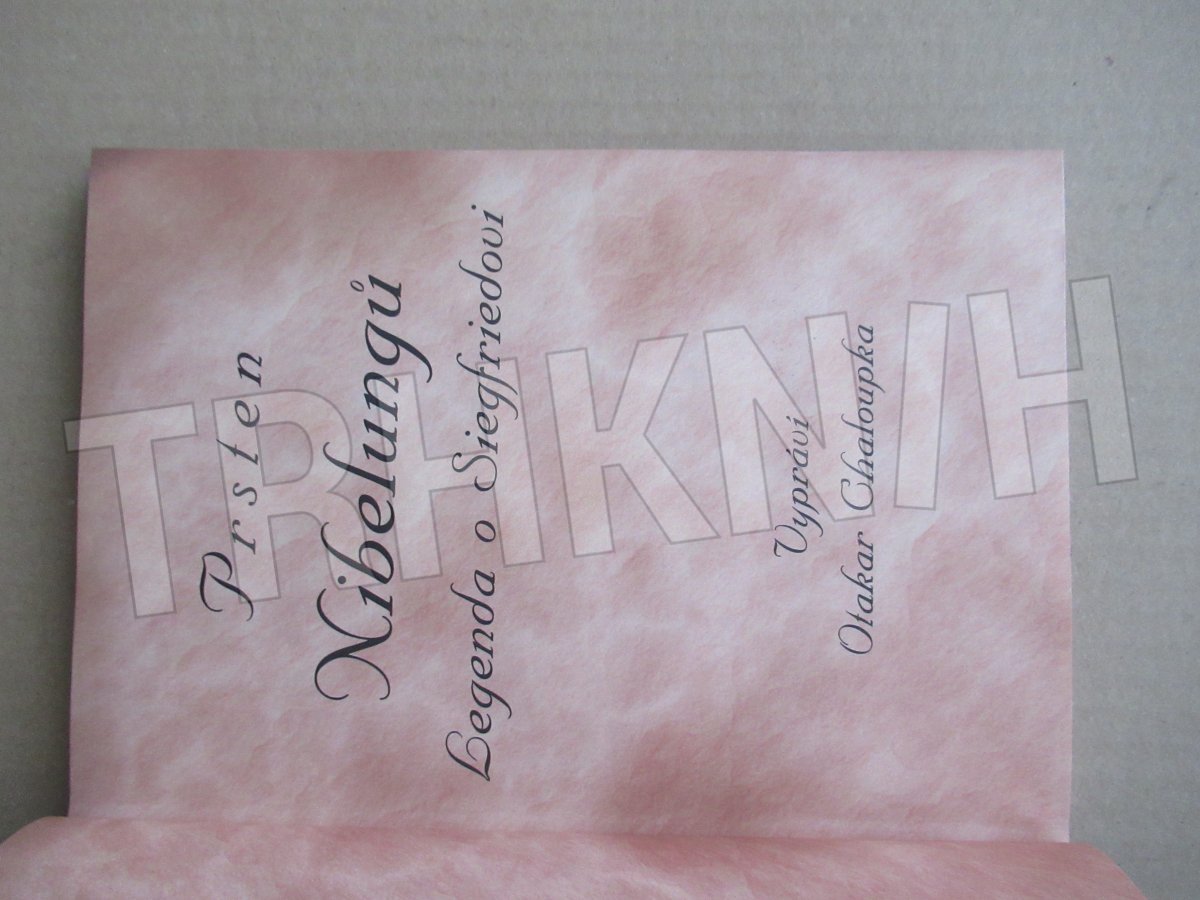 Prsten
Nibelungů
Legenda o Siegfriedovi
Vypráví
Otakar Chaloupka
TRHKNIH